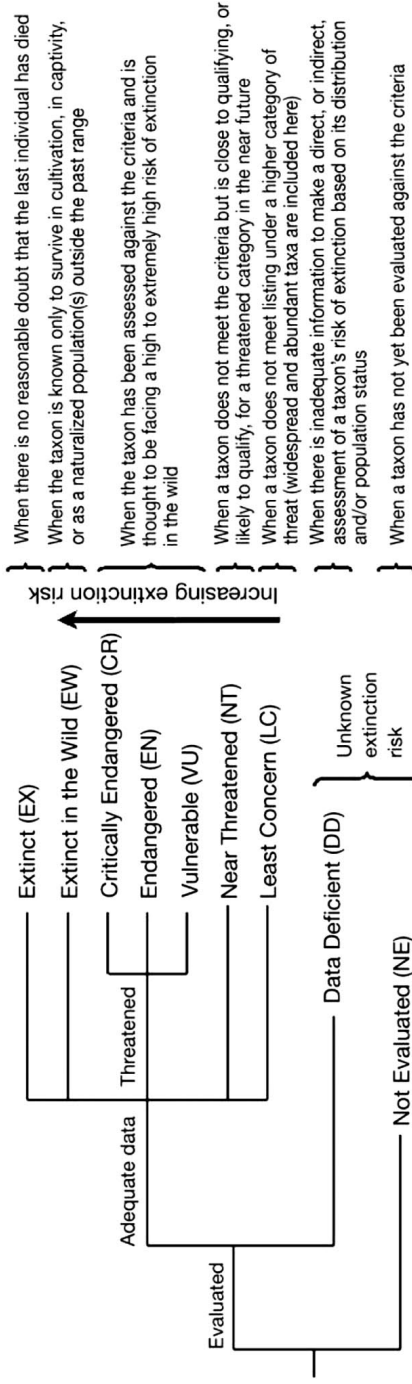 Extinct (EX)
Extinct in the Wild (EW)
Critically Endangered (CR)
Endangered (EN)
Vulnerable (VU)
Near Threatened (NT)
Least Concern (LC)
Data Deficient (DD)
Not Evaluated (NE)
Adequate data
Threatened
Evaluated
Unknown
extinction
risk
Increasing extinction risk
When there is no reasonable doubt that the last individual has died
When the taxon is known only to survive in cultivation, in captivity,
or as a naturalized population(s) outside the past range
When the taxon has been assessed against the criteria and is
thought to be facing a high to extremely high risk of extinction
in the wild
When a taxon does not meet the criteria but is close to qualifying, or
likely to qualify, for a threatened category in the near future
When a taxon does not meet listing under a higher category of
threat (widespread and abundant taxa are included here)
When there is inadequate information to make a direct, or indirect,
assessment of a taxon's risk of extinction based on its distribution
and/or population status
When a taxon has not yet been evaluated against the criteria